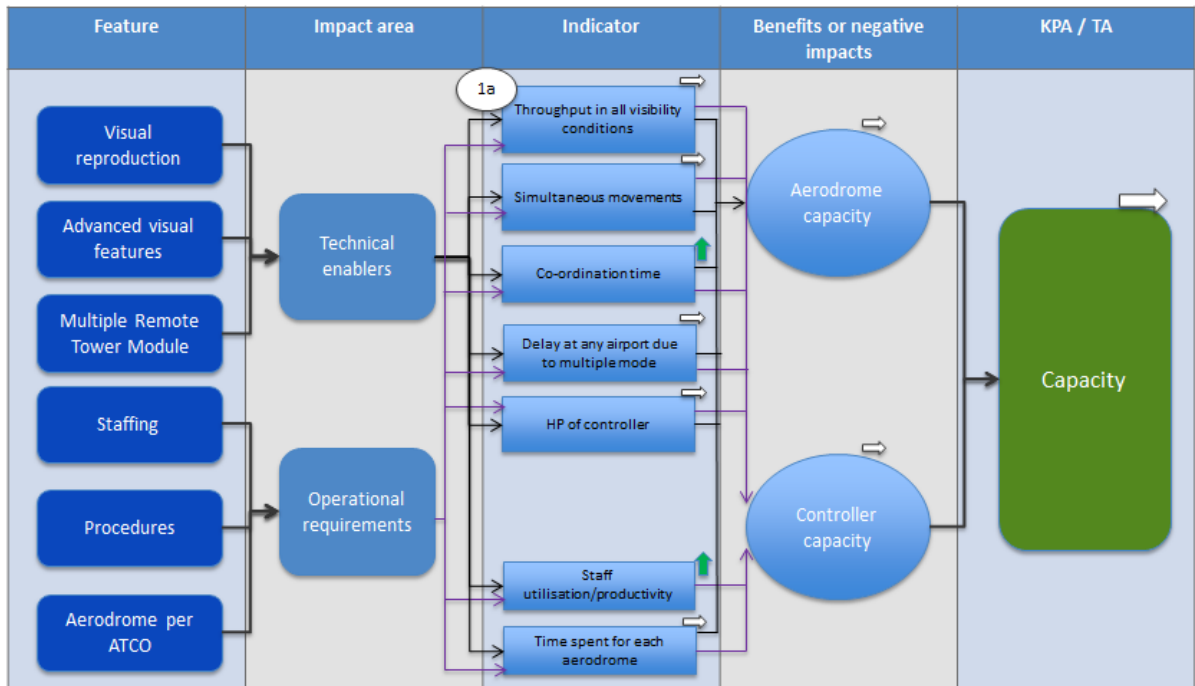 Feature
Impact area
Indicator
Benefits or negative
impacts
KPA / TA
1a
Visual
reproduction
Advanced visual
features
Multiple Remote
Tower Module
Staffing
Procedures
Aerodrome per
ATCO
Technical
enablers
Operational
requirements
Throughput in all visibility
conditions
Simultaneous movements
Co-ordination time
Delay at any airport due
to multiple mode
HP of controller
Staff
utilisation/productivity
Time spent for each
aerodrome
Aerodrome
capacity
Controller
capacity
Capacity